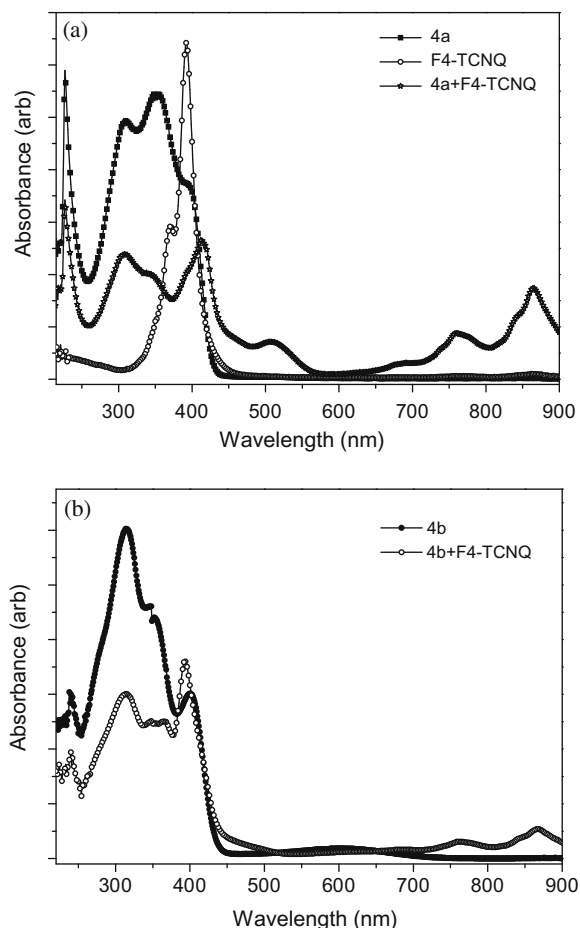 (a)
4a
F4-TCNQ
4a+F4-TCNQ
Absorbance (arb)
300 400 500 600 700 800 900
Wavelength (nm)
(b)
4b
4b+F4-TCNQ
Absorbance (arb)
300 400 500 600 700 800 900
Wavelength (nm)